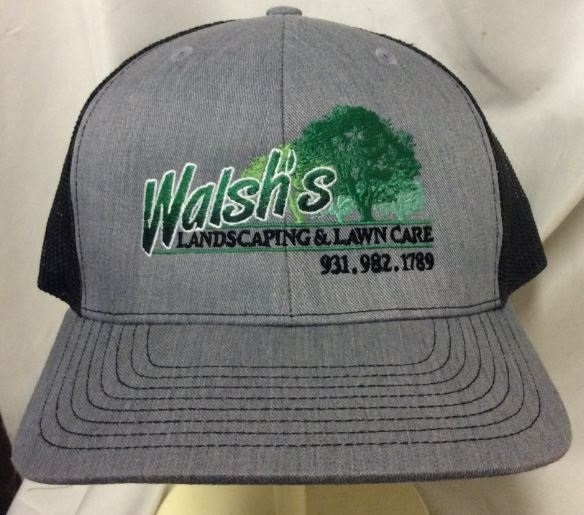 Walsh's
LANDSCAPING & LAWN CARE
931.982.1789